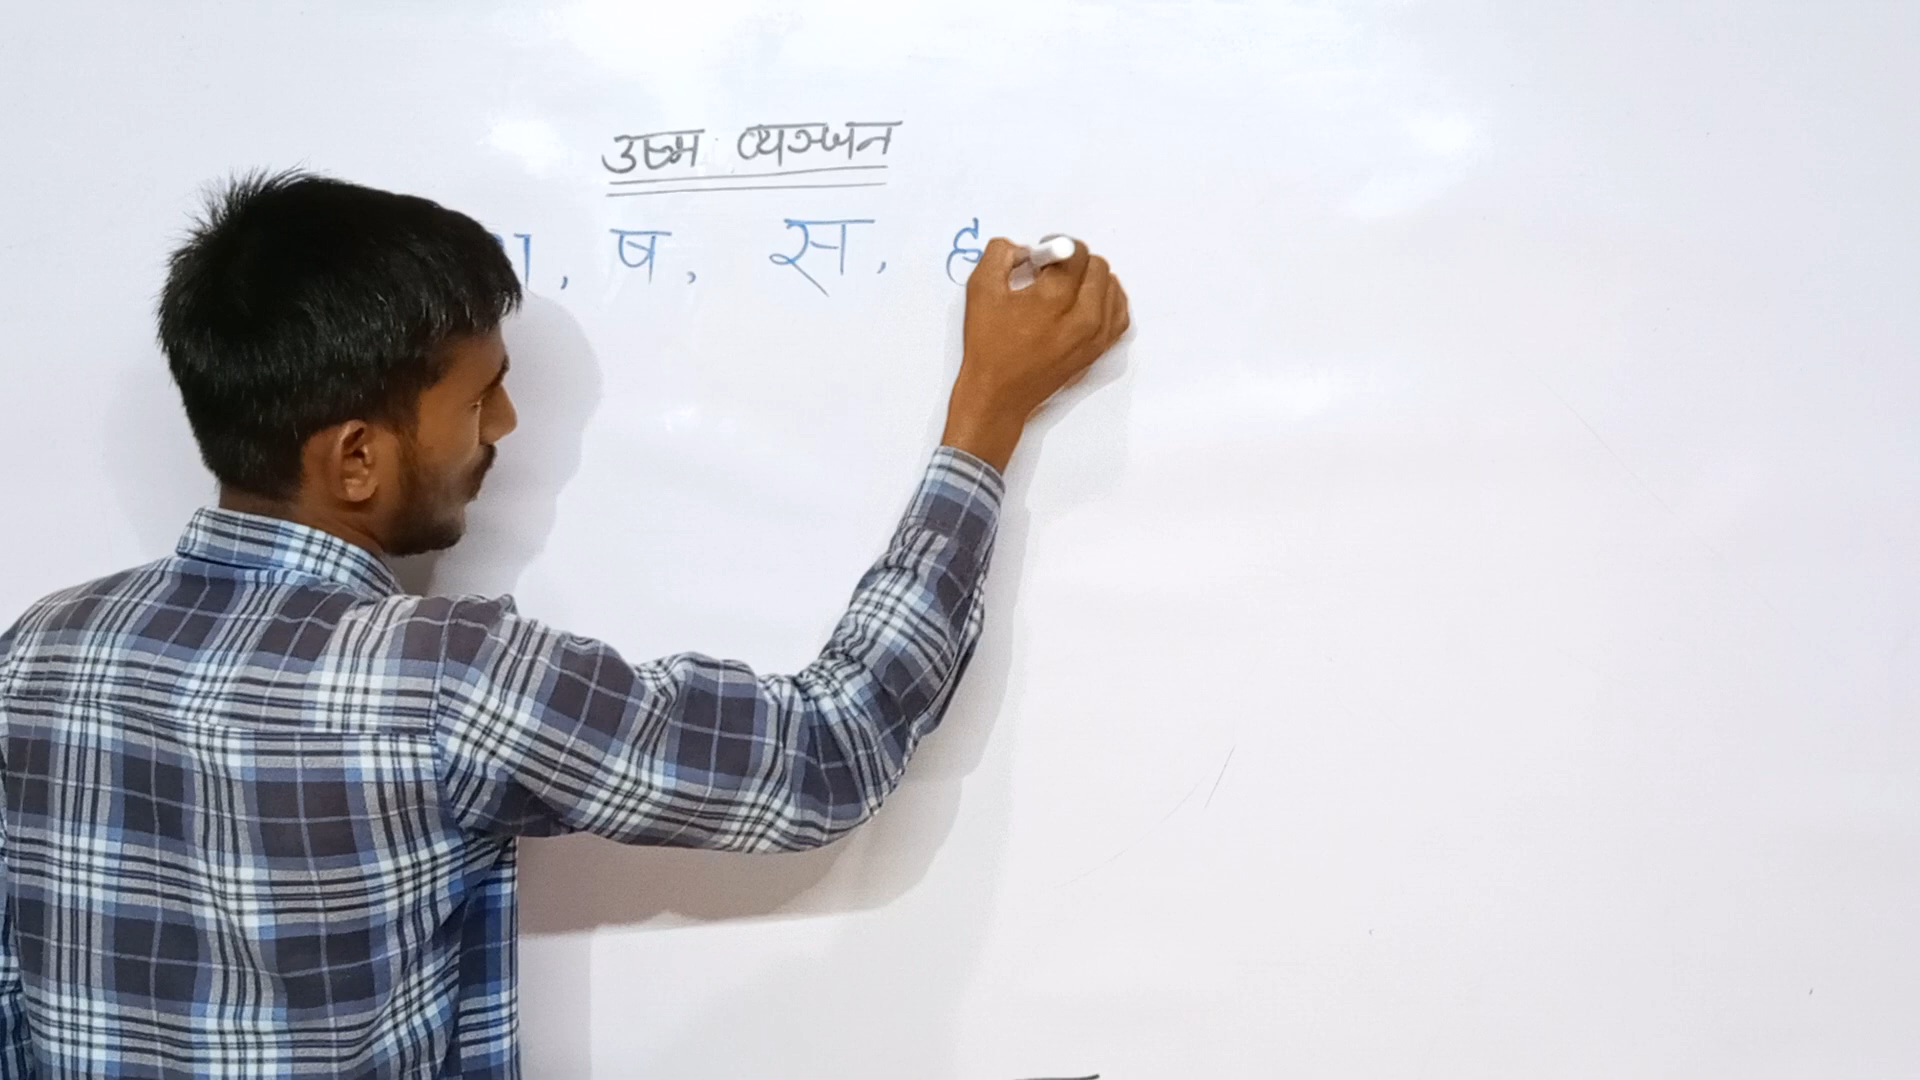 उष्म व्यञ्जन
श, ष, स, ह